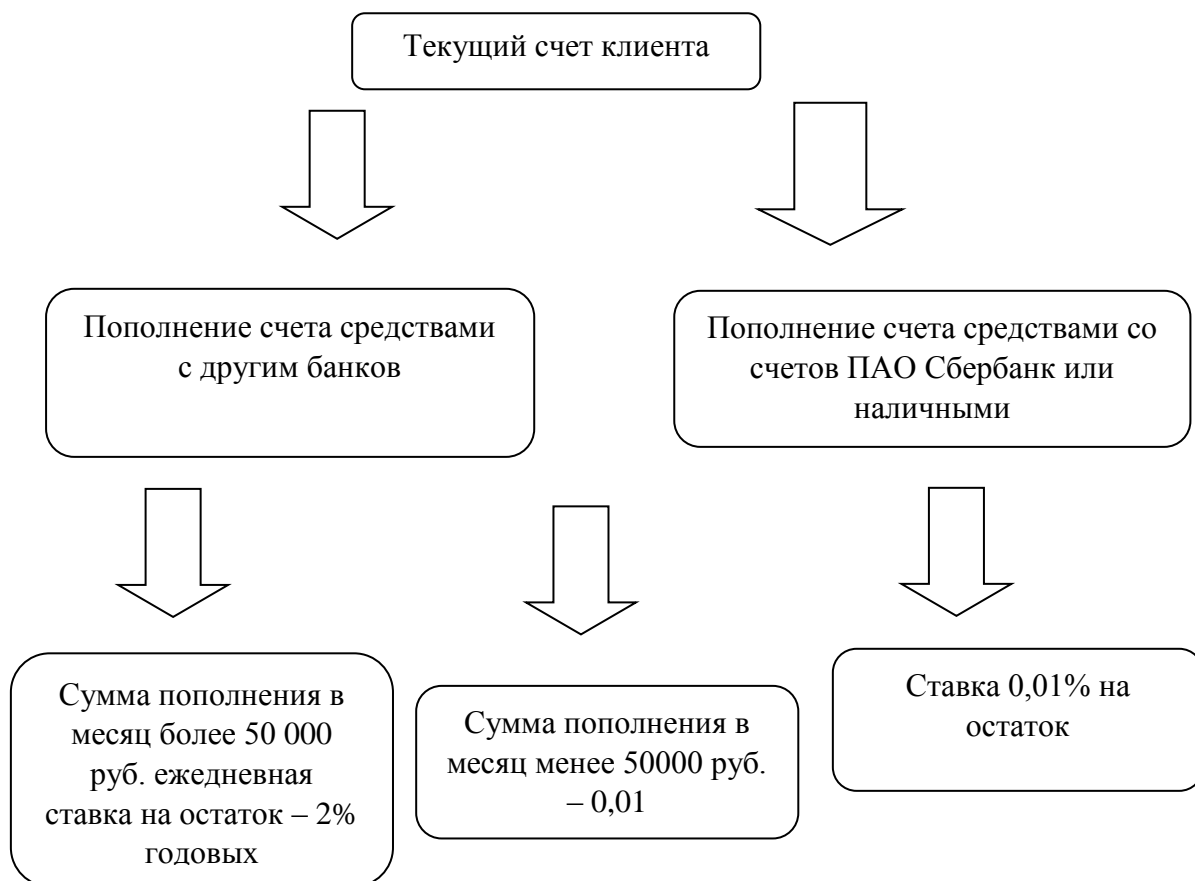 Текущий счет клиента
Пополнение счета средствами
с другим банков
Пополнение счета средствами со
счетов ПАО Сбербанк или
наличными
Сумма пополнения в
месяц более 50 000
руб. ежедневная
ставка на остаток – 2%
годовых
Сумма пополнения в
месяц менее 50000 руб.
– 0,01
Ставка 0,01% на
остаток